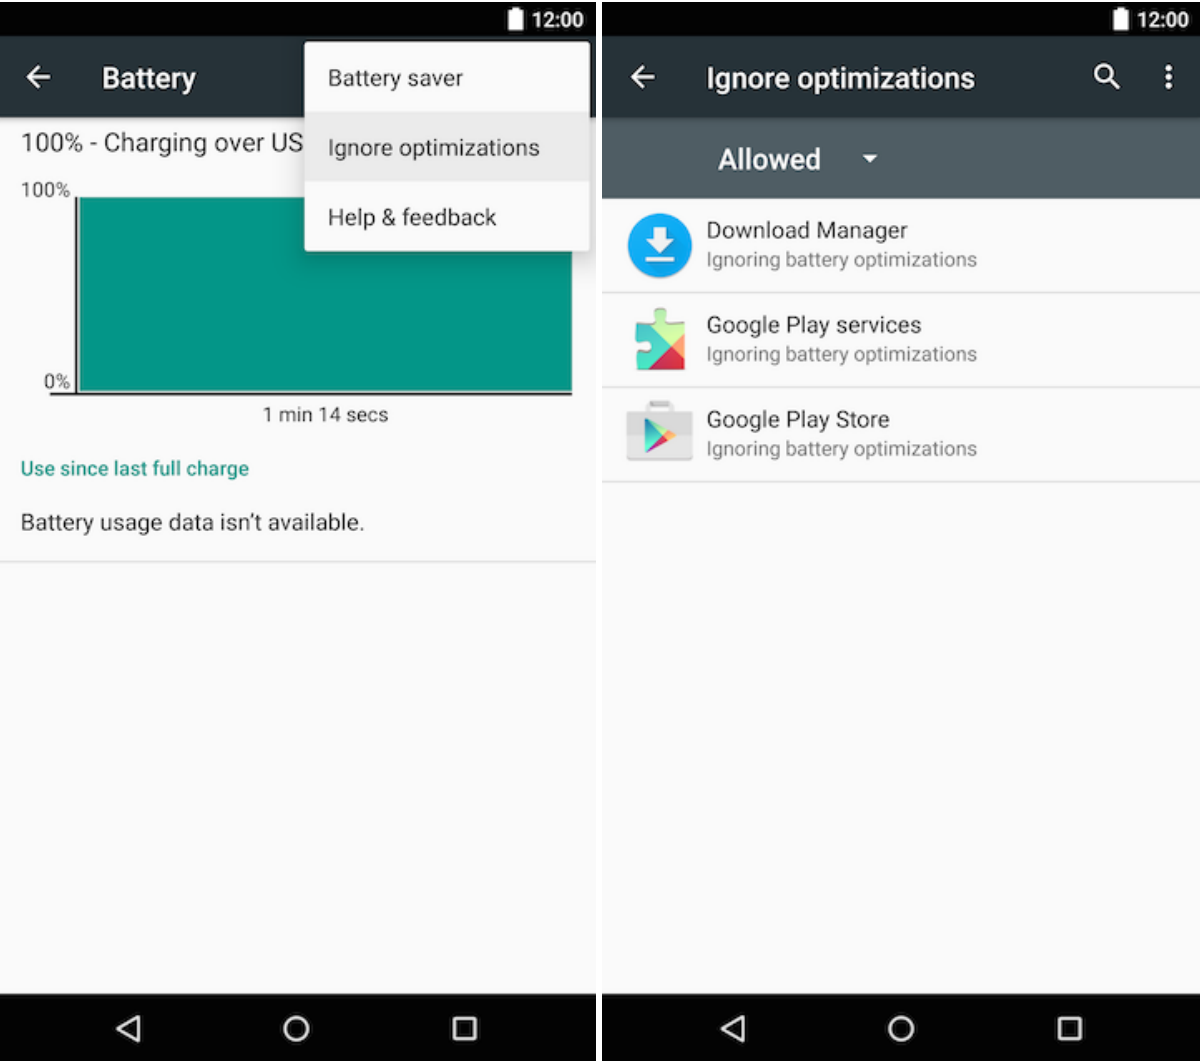 12:00
Battery
Battery saver
Ignore optimizations
Help & feedback
100% - Charging over US
100%
0%
1 min 14 secs
Use since last full charge
Battery usage data isn't available.
12:00
Ignore optimizations
Allowed
Download Manager
Ignoring battery optimizations
Google Play services
Ignoring battery optimizations
Google Play Store
Ignoring battery optimizations